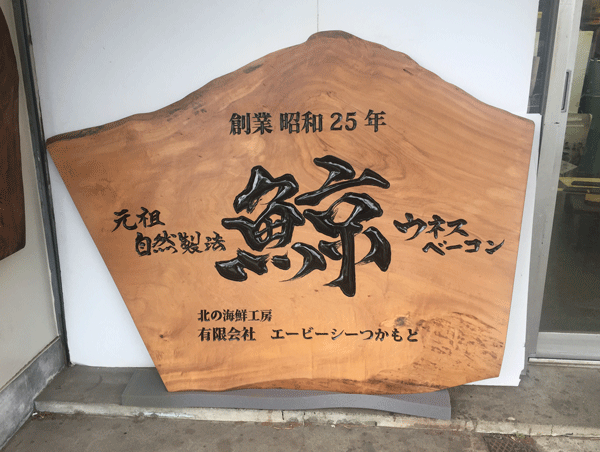 創業 昭和25年
元祖
自然製法
鯨
ウネス
ベーコン
北の海鮮工房
有限会社 エービーシーつかもと